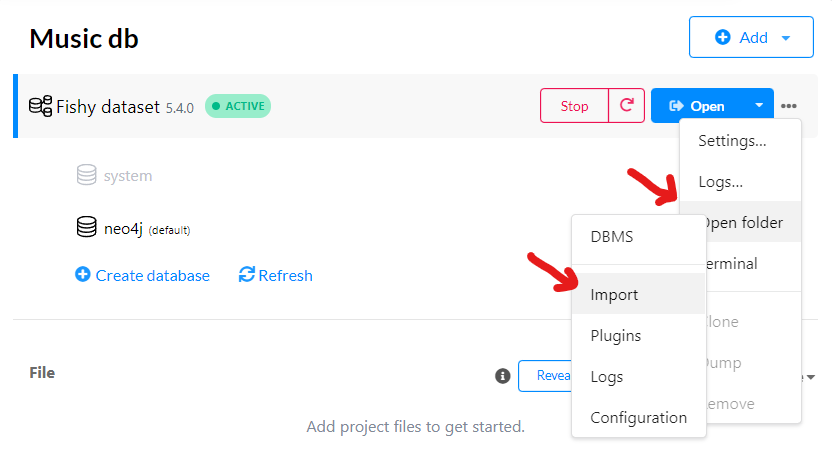 Music db
Add
Fishy dataset 5.4.0 ACTIVE
Stop
Open
Settings...
Logs...
Open folder
Terminal
Clone
Dump
Remove
system
neo4j (default)
Create database
Refresh
DBMS
Import
Plugins
Logs
Configuration
File
Add project files to get started.